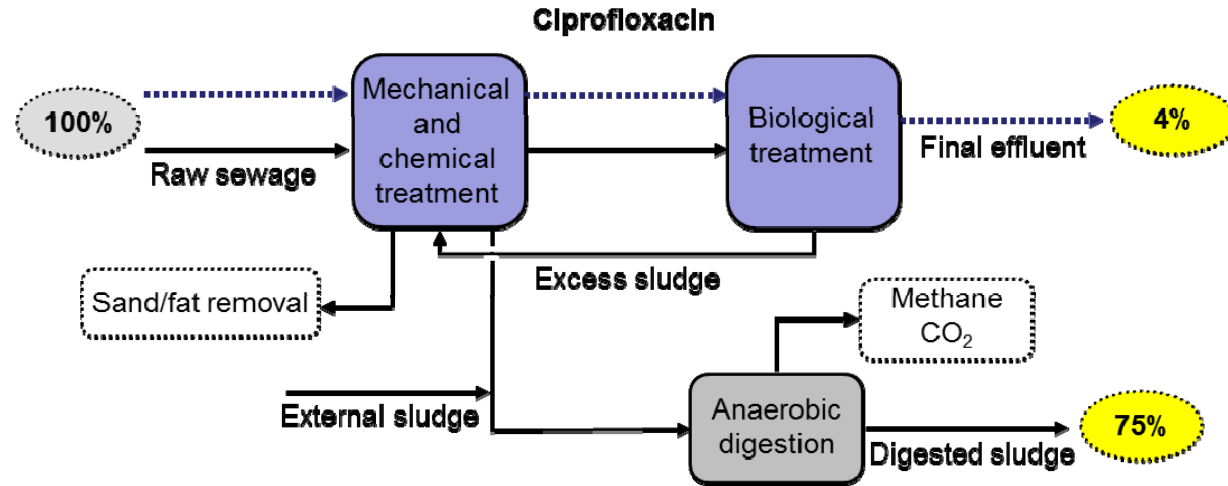 Ciprofloxacin
100%
Raw sewage
Mechanical
and
chemical
treatment
Biological
treatment
Final effluent
4%
Excess sludge
Sand/fat removal
Methane
CO₂
External sludge
Anaerobic
digestion
Digested sludge
75%